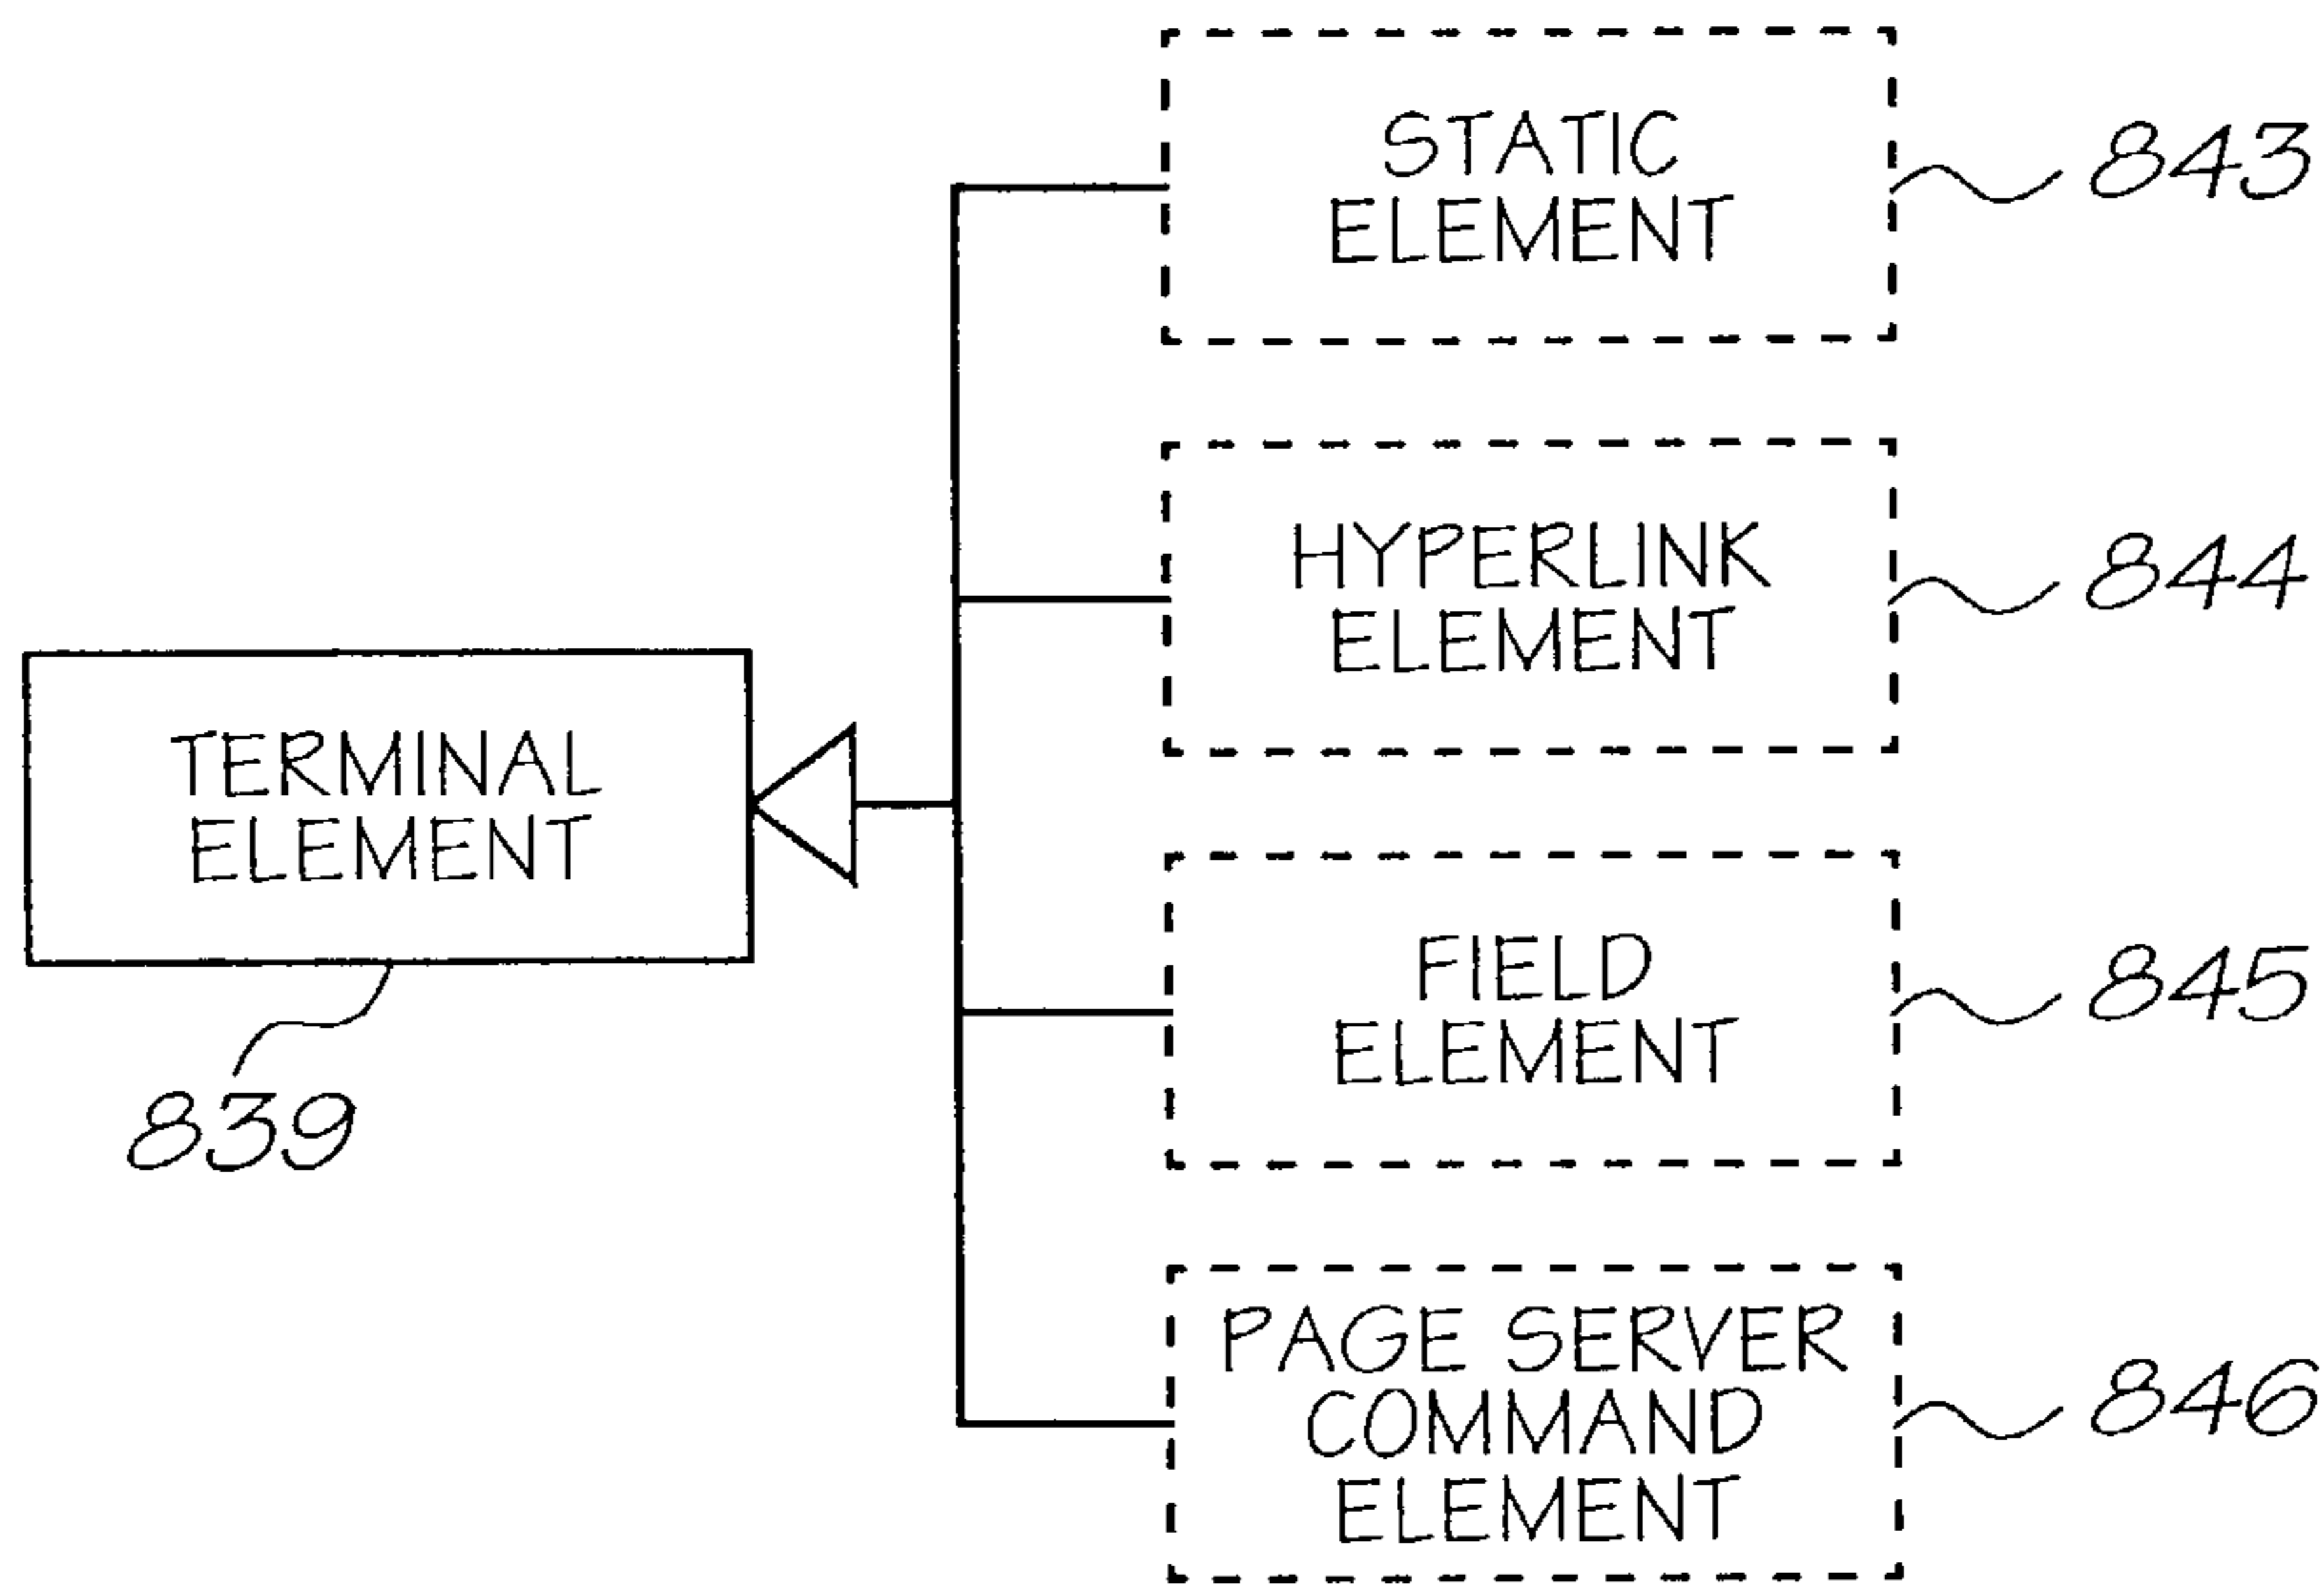 STATIC
ELEMENT
843
HYPERLINK
ELEMENT
844
TERMINAL
ELEMENT
839
FIELD
ELEMENT
845
PAGE SERVER
COMMAND
ELEMENT
846